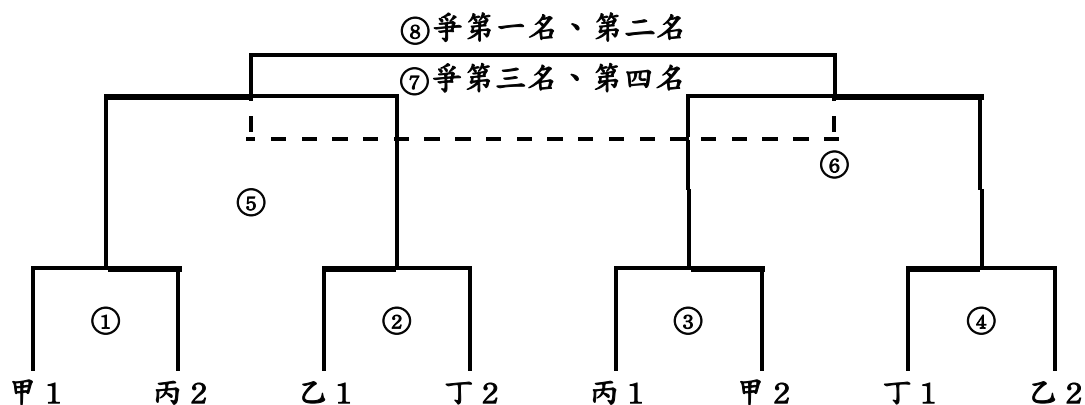 ⑧爭第一名、第二名
⑦爭第三名、第四名
⑥
⑤
① ② ③ ④
甲1 丙2 乙1 丁2 丙1 甲2 丁1 乙2